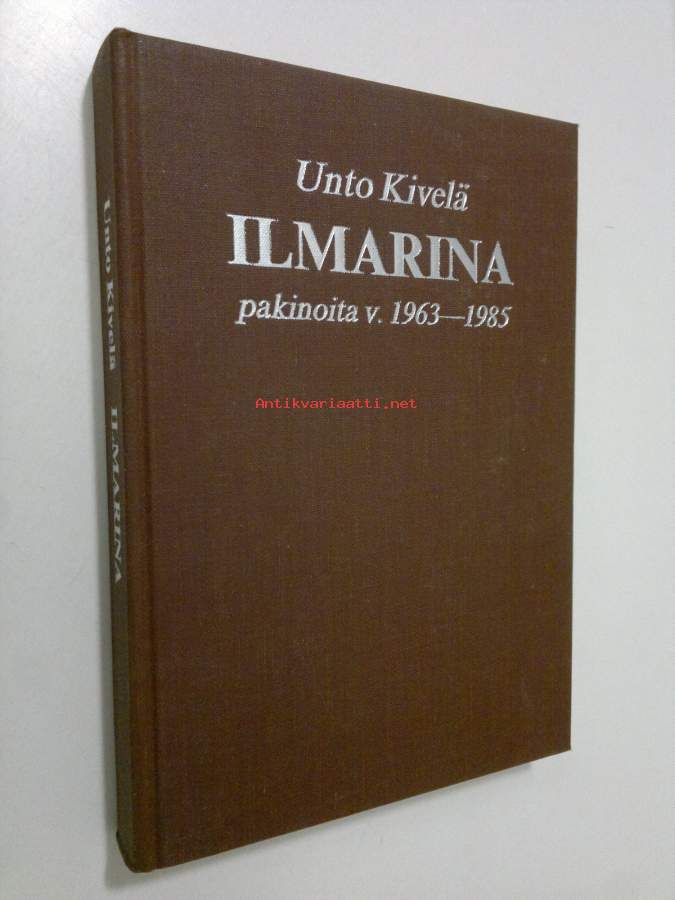 Unto Kivelä
ILMARINA
pakinoita v. 1963—1985
Antikvariaatti.net
Unto Kivelä ILMARINA